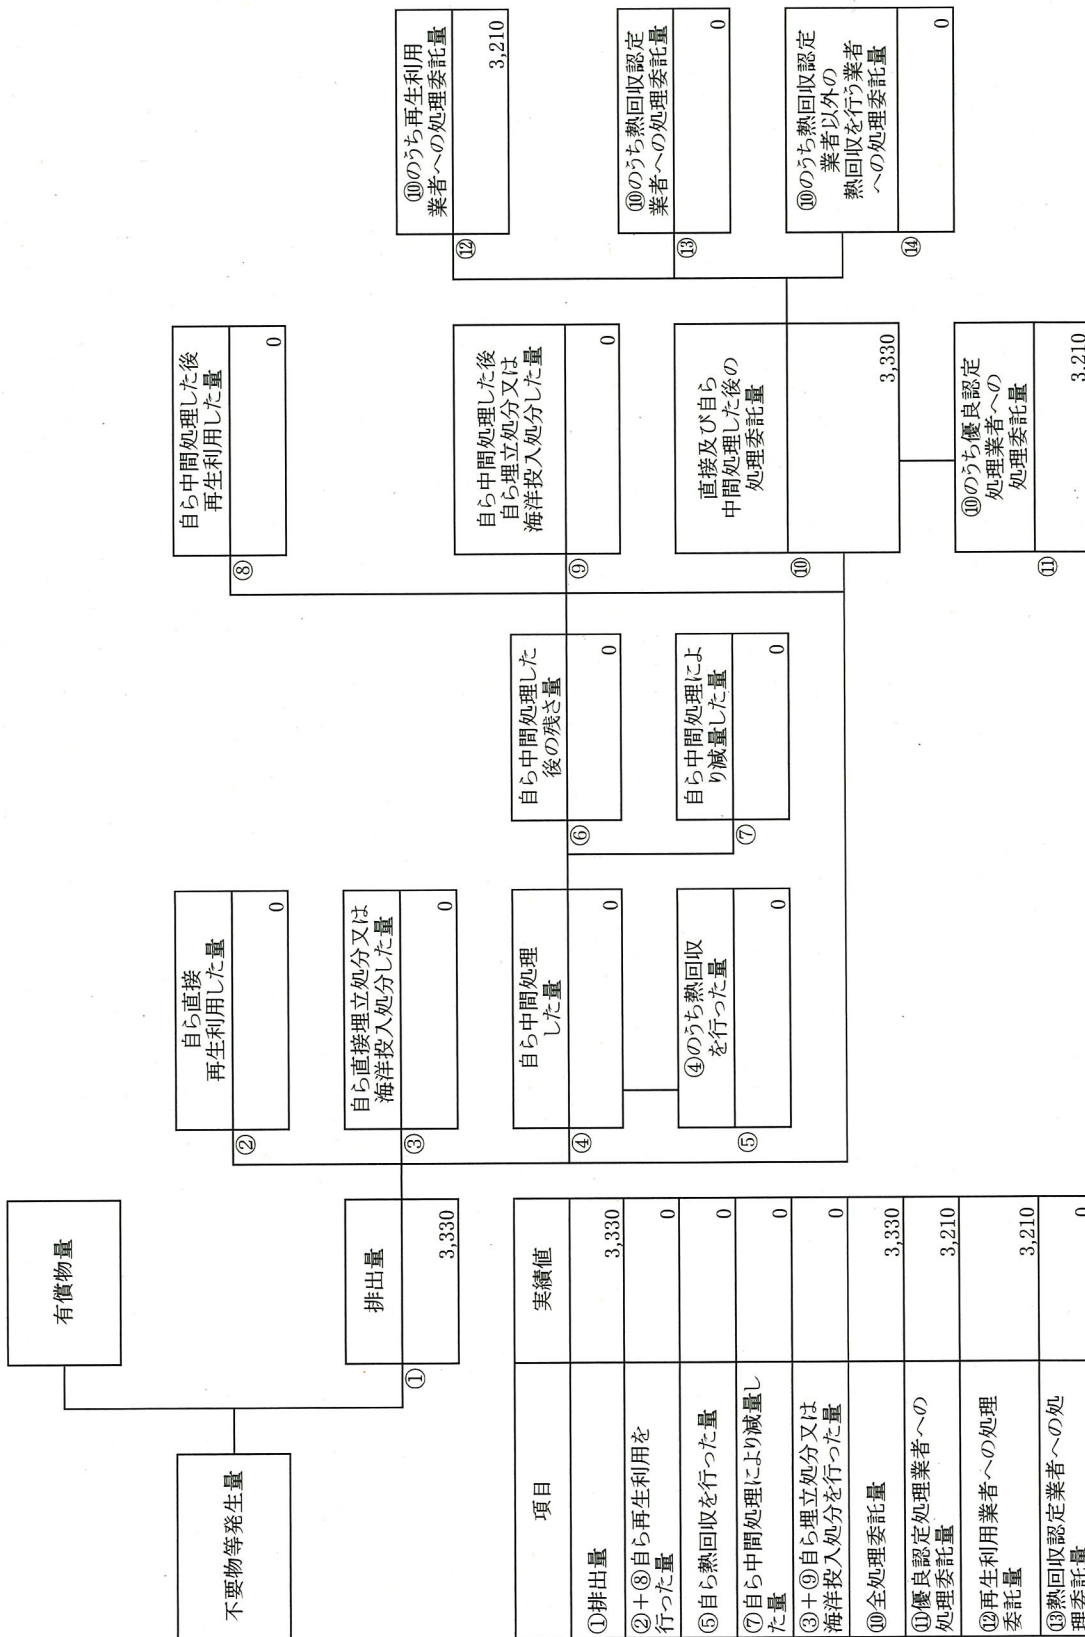 不要物等発生量
有償物量
①
排出量
3,330
②
自ら直接
再生利用した量
0
③
自ら直接埋立処分又は
海洋投入処分した量
0
④
自ら中間処理
した量
0
⑤
④のうち熱回収
を行った量
0
⑥
自ら中間処理した
後の残さ量
0
⑦
自ら中間処理によ
り減量した量
0
⑧
自ら中間処理した後
再生利用した量
0
⑨
自ら中間処理した後
自ら埋立処分又は
海洋投入処分した量
0
⑩
直接及び自ら
中間処理した後の
処理委託量
3,330
⑪
⑩のうち優良認定
処理業者への
処理委託量
3,210
⑫
⑩のうち再生利用
業者への処理委託量
3,210
⑬
⑩のうち熱回収認定
業者への処理委託量
0
⑭
⑩のうち熱回収認定
業者以外の
熱回収を行う業者
への処理委託量
0
項目 実績値
①排出量 3,330
②+⑧自ら再生利用を
行った量 0
⑤自ら熱回収を行った量 0
⑦自ら中間処理により減量し
た量 0
③+⑨自ら埋立処分又は
海洋投入処分を行った量 0
⑩全処理委託量 3,330
⑪優良認定処理業者への
処理委託量 3,210
⑫再生利用業者への処理
委託量 3,210
⑬熱回収認定業者への処
理委託量 0